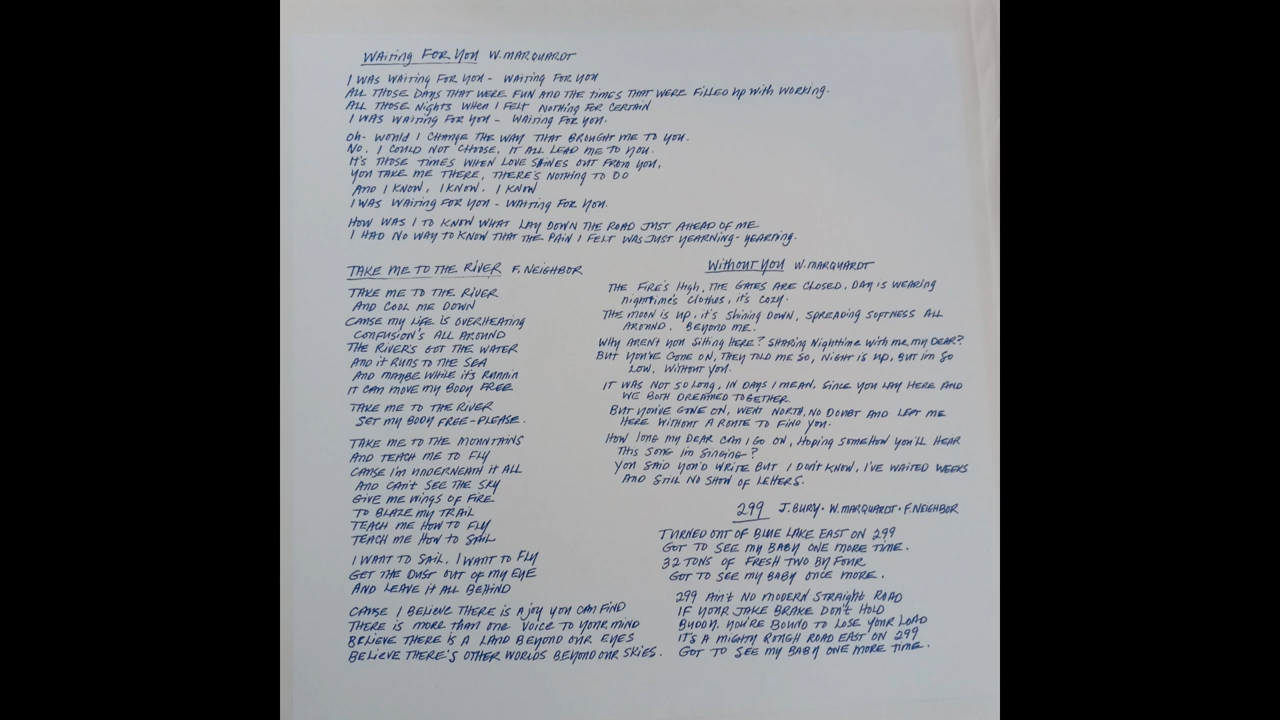 Waiting For You W. MARQUARDT
I WAS WAITING FOR YOU - WAITING FOR YOU
ALL THOSE DAYS THAT WERE FUN AND THE TIMES THAT WERE FILLED UP WITH WORKING.
ALL THOSE NIGHTS WHEN I FELT NOTHING FOR CERTAIN
I WAS WAITING FOR YOU - WAITING FOR YOU.
OH- WOULD I CHANGE THE WAY THAT BROUGHT ME TO YOU.
NO. I COULD NOT CHOOSE. IT ALL LEAD ME TO YOU.
IT'S THOSE TIMES WHEN LOVE SHINES OUT FROM YOU,
YOU TAKE ME THERE, THERE'S NOTHING TO DO
AND I KNOW, I KNOW. I KNOW
I WAS WAITING FOR YOU - WAITING FOR YOU.
HOW WAS I TO KNOW WHAT LAY DOWN THE ROAD JUST AHEAD OF ME
I HAD NO WAY TO KNOW THAT THE PAIN I FELT WAS JUST YEARNING - YEARNING.
TAKE ME TO THE RIVER F. NEIGHBOR
TAKE ME TO THE RIVER
AND COOL ME DOWN
CAUSE MY LIFE IS OVERHEATING
CONFUSION'S ALL AROUND
THE RIVERS GOT THE WATER
AND IT RUNS TO THE SEA
AND MAYBE WHILE IT'S RUNNIN
IT CAN MOVE MY BODY FREE
TAKE ME TO THE RIVER
SET MY BODY FREE - PLEASE.
TAKE ME TO THE MOUNTAINS
AND TEACH ME TO FLY
CAUSE I'M UNDERNEATH IT ALL
AND CAN'T SEE THE SKY
GIVE ME WINGS OF FIRE
TO BLAZE MY TRAIL
TEACH ME HOW TO FLY
TEACH ME HOW TO SAIL
I WANT TO SAIL, I WANT TO FLY
GET THE DUST OUT OF MY EYE
AND LEAVE IT ALL BEHIND
CAUSE I BELIEVE THERE IS A JOY YOU CAN FIND
THERE IS MORE THAN ONE VOICE TO YOUR MIND
BELIEVE THERE IS A LAND BEYOND OUR EYES
BELIEVE THERE'S OTHER WORLDS BEYOND OUR SKIES.
Without You W. MARQUARDT
THE FIRE'S HIGH, THE GATES ARE CLOSED, DAY IS WEARING
NIGHTTIME'S CLOTHES, IT'S COZY.
THE MOON IS UP, IT'S SHINING DOWN, SPREADING SOFTNESS ALL
AROUND. BEYOND ME.
WHY AREN'T YOU SITTING HERE? SHARING NIGHTTIME WITH ME MY DEAR?
BUT YOU'VE GONE ON, THEY TOLD ME SO, NIGHT IS UP, BUT I'M SO
LOW, WITHOUT YOU.
IT WAS NOT SO LONG, IN DAYS I MEAN, SINCE YOU LAY HERE AND
WE BOTH DREAMED TOGETHER.
BUT YOU'VE GONE ON, WENT NORTH, NO DOUBT AND LEFT ME
HERE WITHOUT A ROUTE TO FIND YOU.
HOW LONG MY DEAR CAN I GO ON, HOPING SOMEHOW YOU'LL HEAR
THIS SONG I'M SINGING?
YOU SAID YOU'D WRITE BUT I DON'T KNOW, I'VE WAITED WEEKS
AND STILL NO SHOW OF LETTERS.
299 J. BURY · W. MARQUARDT · F. NEIGHBOR
TURNED OUT OF BLUE LAKE EAST ON 299
GOT TO SEE MY BABY ONE MORE TIME.
32 TONS OF FRESH TWO BY FOUR
GOT TO SEE MY BABY ONCE MORE.
299 AIN'T NO MODERN STRAIGHT ROAD
IF YOUR JAKE BRAKE DON'T HOLD
BUDDY, YOU'RE BOUND TO LOSE YOUR LOAD
IT'S A MIGHTY ROUGH ROAD EAST ON 299
GOT TO SEE MY BABY ONE MORE TIME.